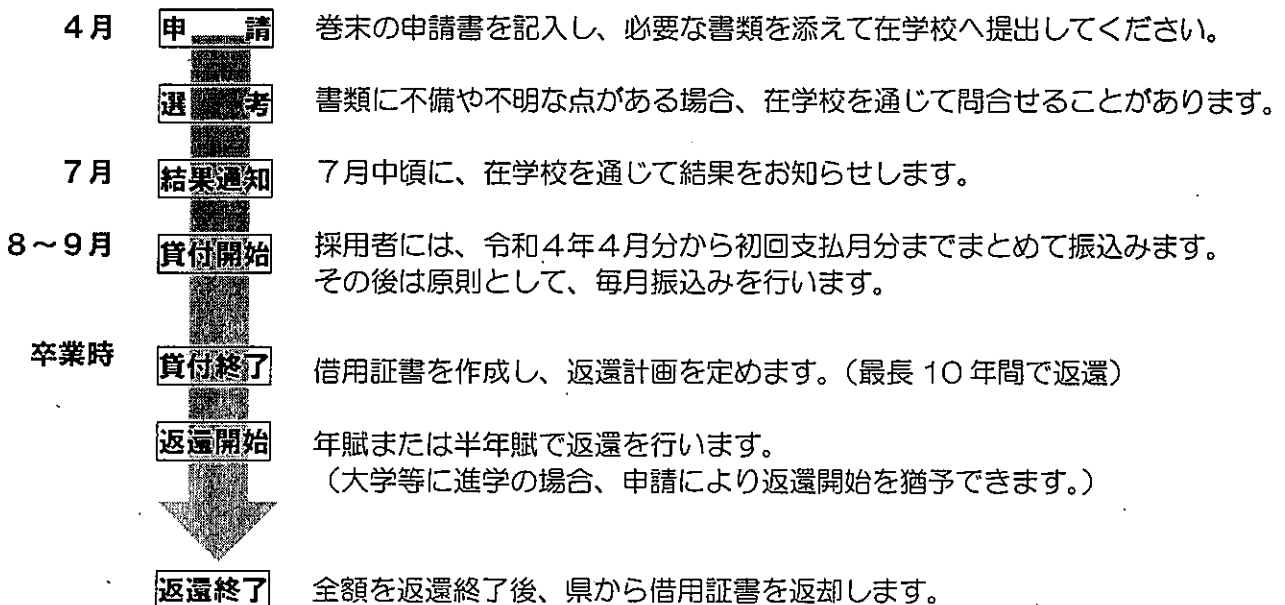 ４月 申請 巻末の申請書を記入し、必要な書類を添えて在学校へ提出してください。
選考 書類に不備や不明な点がある場合、在学校を通じて問合せることがあります。
７月 結果通知 ７月中頃に、在学校を通じて結果をお知らせします。
８～９月 貸付開始 採用者には、令和４年４月分から初回支払月分までまとめて振込みます。
その後は原則として、毎月振込みを行います。
卒業時 貸付終了 借用証書を作成し、返還計画を定めます。（最長 10 年間で返還）
返還開始 年賦または半年賦で返還を行います。
（大学等に進学の場合、申請により返還開始を猶予できます。）
返還終了 全額を返還終了後、県から借用証書を返却します。